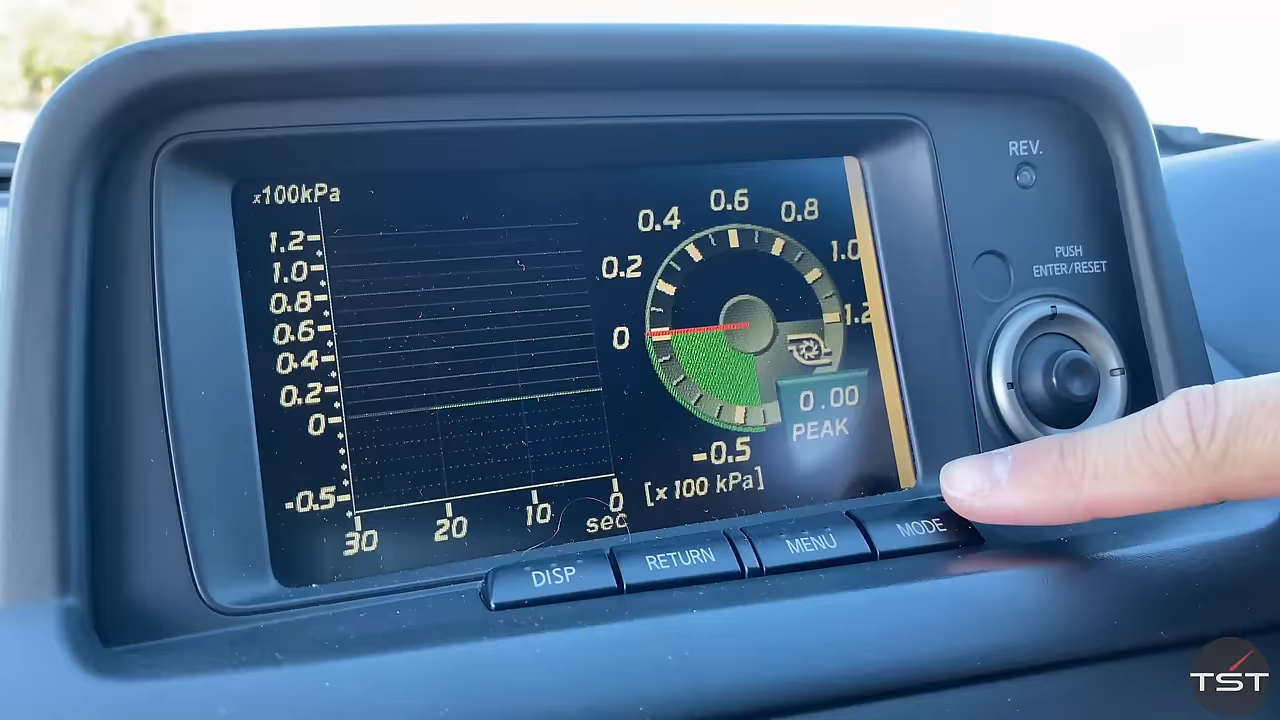 x100kPa
1.2
1.0
0.8
0.6
0.4
0.2
0
-0.5
30
20
10
0
sec
0
0.2
0.4
0.6
0.8
1.0
1.2
-0.5
[x 100 kPa]
0.00
PEAK
REV.
PUSH
ENTER/RESET
DISP
RETURN
MENU
MODE
TST